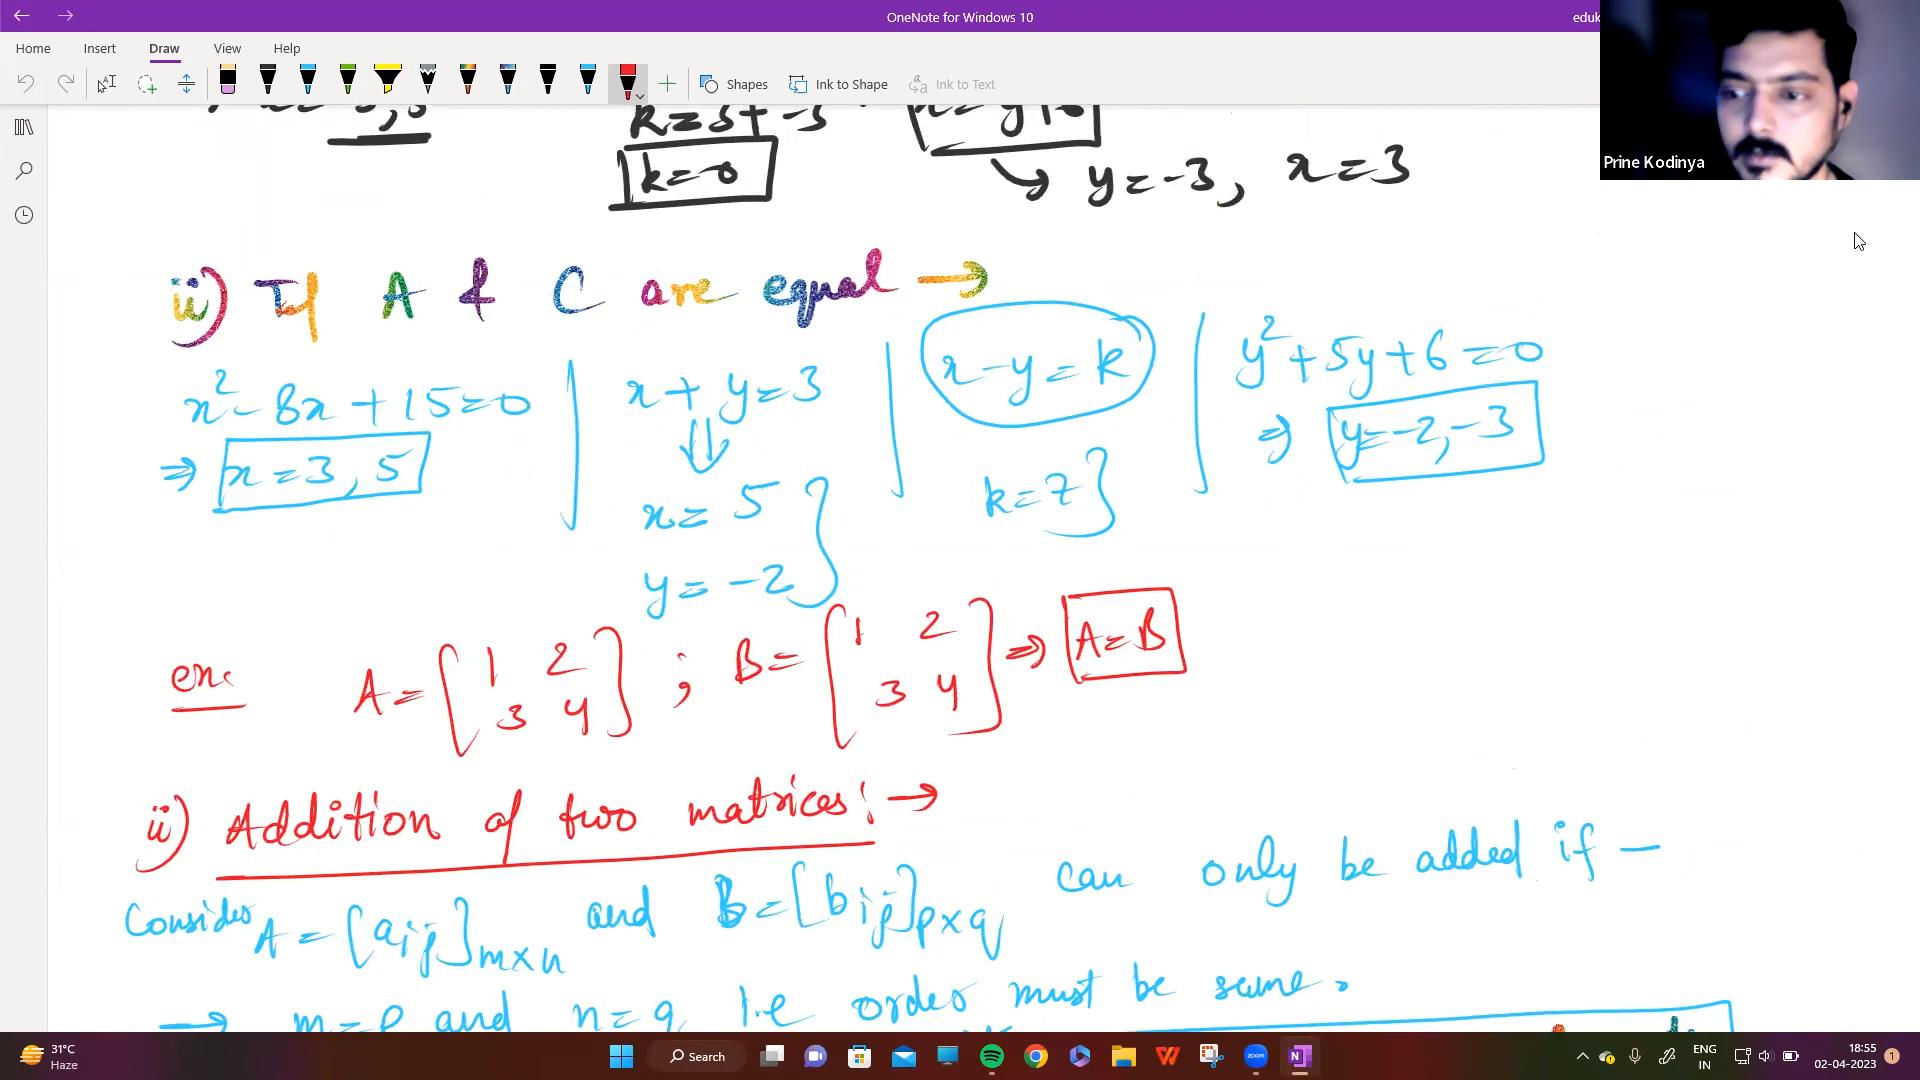 OneNote for Windows 10
eduk
Home Insert Draw View Help
Shapes Ink to Shape Ink to Text
Prine Kodinya
k=0
y=-3, x=3
ii) If A & C are equal →
x²-8x+15=0
⇒ x=3,5
x+y=3
x=5
y=-2
x-y=k
k=7
y²+5y+6=0
⇒ y=-2,-3
A=[1 2
3 4] ; B=[1 2
3 4] ⇒ A=B
ii) Addition of two matrices:→
Consider A=[aij]m×n and B=[bij]p×q can only be added if —
→ m=p and n=q i.e order must be same.
31°C
Haze
Search
ENG
IN
18:55
02-04-2023
1